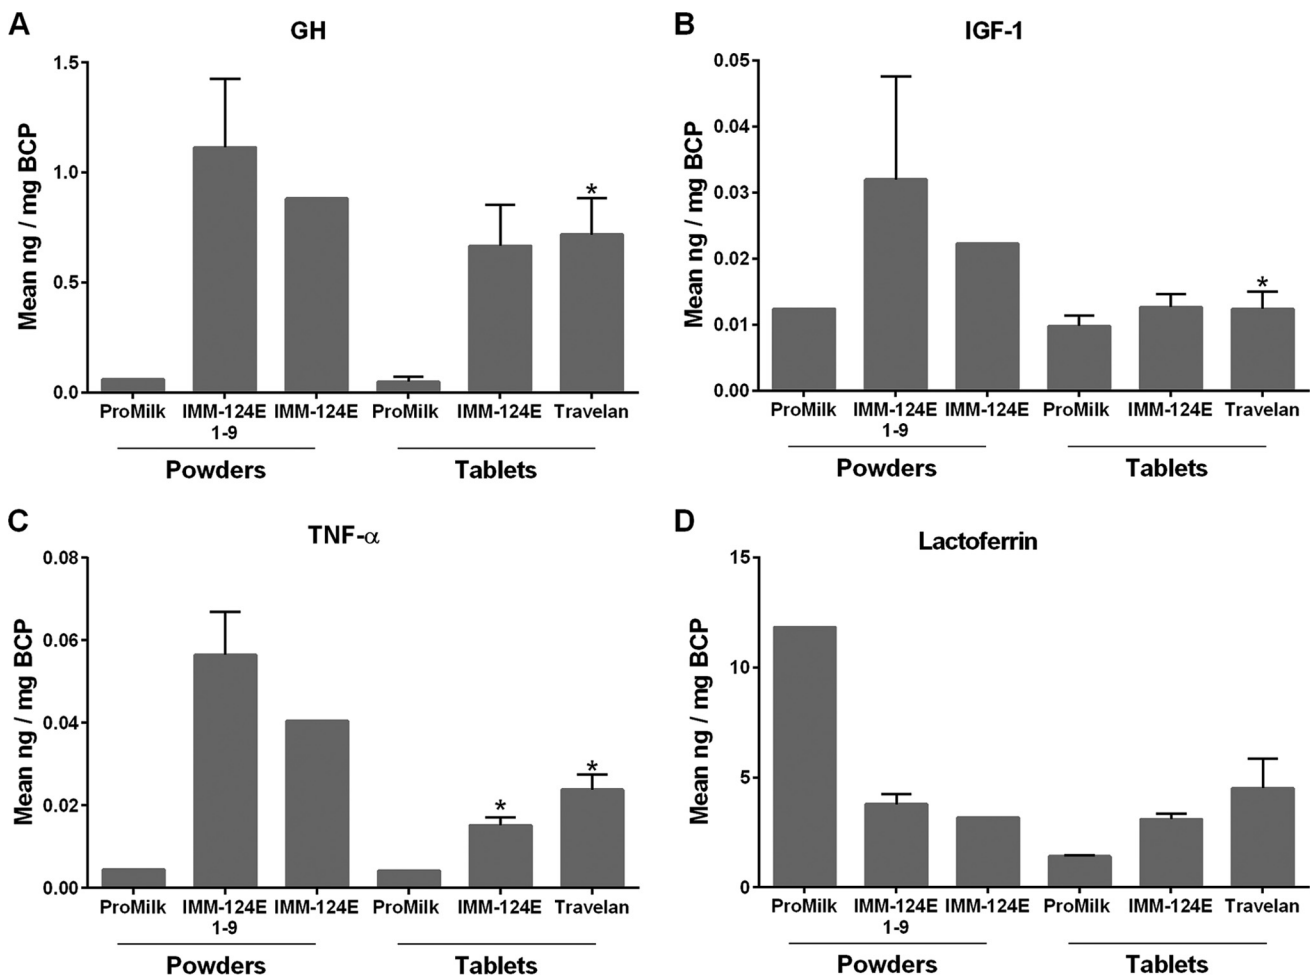 A
GH
Mean ng / mg BCP
1.5
1.0
0.5
0.0
*
ProMilk IMM-124E IMM-124E ProMilk IMM-124E Travelan
1-9
Powders Tablets
B
IGF-1
Mean ng / mg BCP
0.05
0.04
0.03
0.02
0.01
0.00
*
ProMilk IMM-124E IMM-124E ProMilk IMM-124E Travelan
1-9
Powders Tablets
C
TNF-α
Mean ng / mg BCP
0.08
0.06
0.04
0.02
0.00
* *
ProMilk IMM-124E IMM-124E ProMilk IMM-124E Travelan
1-9
Powders Tablets
D
Lactoferrin
Mean ng / mg BCP
15
10
5
0
ProMilk IMM-124E IMM-124E ProMilk IMM-124E Travelan
1-9
Powders Tablets